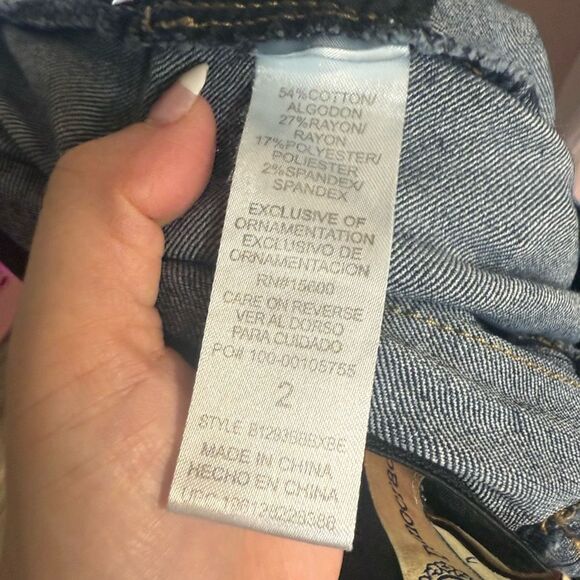 54%COTTON/
ALGODON
27%RAYON/
RAYON
17%POLYESTER/
POLIESTER
2%SPANDEX/
SPANDEX
EXCLUSIVE OF
ORNAMENTATION
EXCLUSIVO DE
ORNAMENTACION
RN#15600
CARE ON REVERSE
VER AL DORSO
PARA CUIDADO
PO# 100-00105755
2
STYLE
MADE IN CHINA
HECHO EN CHINA